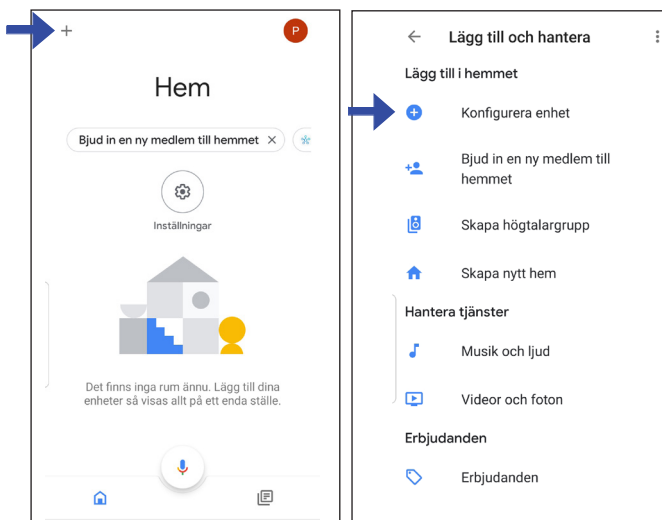 P
Hem
Bjud in en ny medlem till hemmet
Inställningar
Det finns inga rum ännu. Lägg till dina
enheter så visas allt på ett enda ställe.
Lägg till och hantera
Lägg till i hemmet
Konfigurera enhet
Bjud in en ny medlem till
hemmet
Skapa högtalargrupp
Skapa nytt hem
Hantera tjänster
Musik och ljud
Videor och foton
Erbjudanden
Erbjudanden